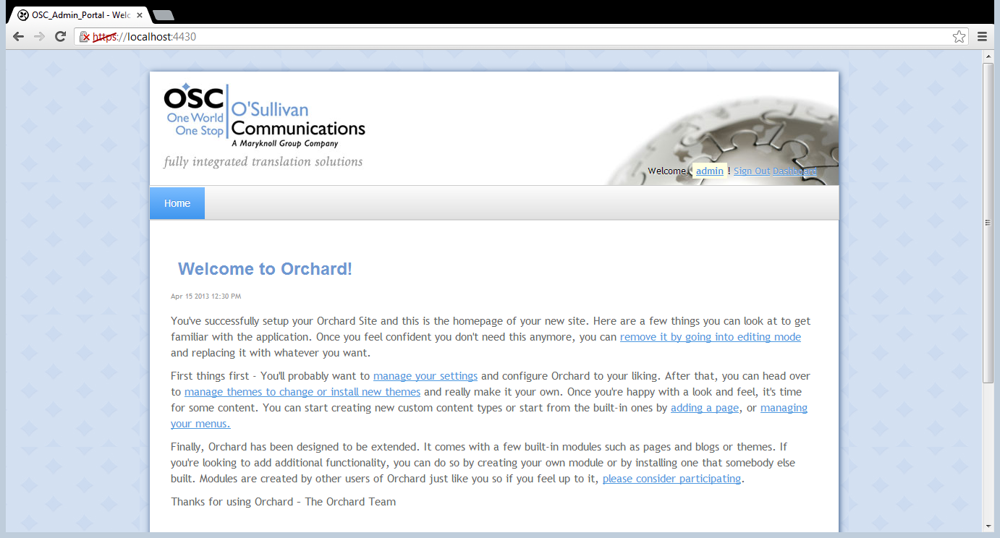 OSC_Admin_Portal - Welc
https://localhost:4430
OSC
One World
One Stop
O'Sullivan
Communications
A Maryknoll Group Company
fully integrated translation solutions
Welcome, admin ! Sign Out Dashboard
Home
Welcome to Orchard!
Apr 15 2013 12:30 PM
You've successfully setup your Orchard Site and this is the homepage of your new site. Here are a few things you can look at to get
familiar with the application. Once you feel confident you don't need this anymore, you can remove it by going into editing mode
and replacing it with whatever you want.
First things first - You'll probably want to manage your settings and configure Orchard to your liking. After that, you can head over
to manage themes to change or install new themes and really make it your own. Once you're happy with a look and feel, it's time
for some content. You can start creating new custom content types or start from the built-in ones by adding a page, or managing
your menus.
Finally, Orchard has been designed to be extended. It comes with a few built-in modules such as pages and blogs or themes. If
you're looking to add additional functionality, you can do so by creating your own module or by installing one that somebody else
built. Modules are created by other users of Orchard just like you so if you feel up to it, please consider participating.
Thanks for using Orchard – The Orchard Team